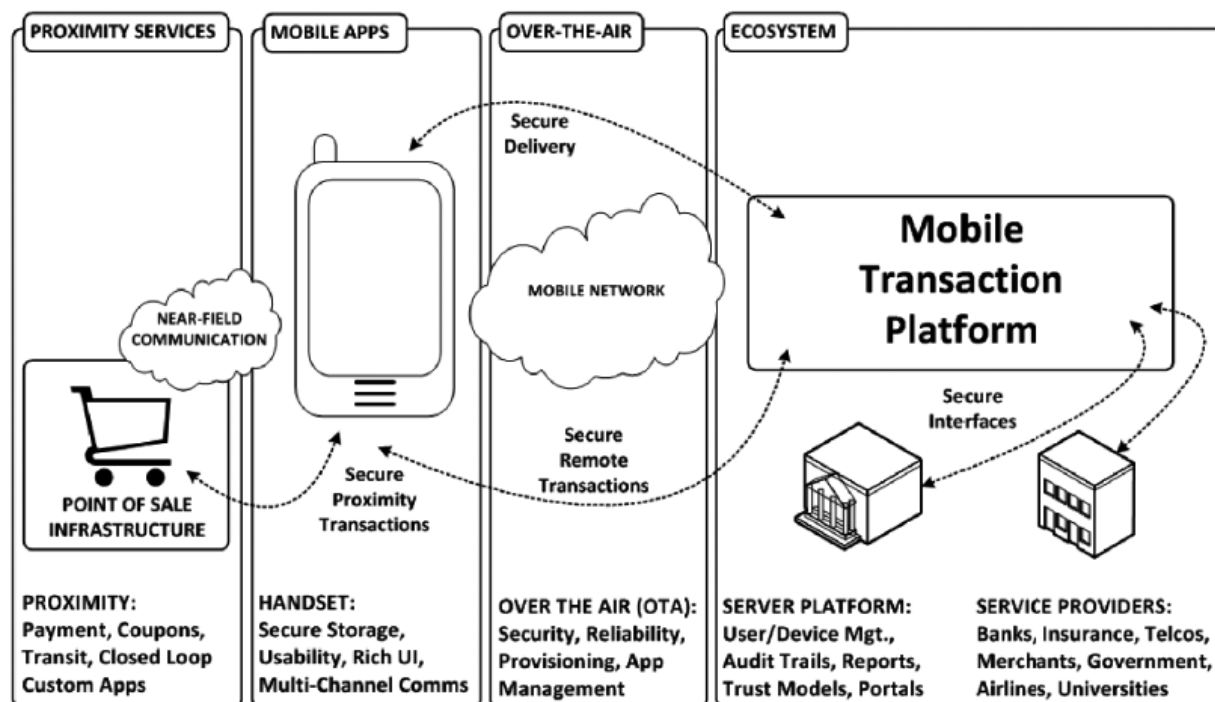 PROXIMITY SERVICES
MOBILE APPS
OVER-THE-AIR
ECOSYSTEM
Secure
Delivery
Mobile
Transaction
Platform
MOBILE NETWORK
NEAR-FIELD
COMMUNICATION
POINT OF SALE
INFRASTRUCTURE
Secure
Proximity
Transactions
Secure
Remote
Transactions
Secure
Interfaces
PROXIMITY:
Payment, Coupons,
Transit, Closed Loop
Custom Apps
HANDSET:
Secure Storage,
Usability, Rich UI,
Multi-Channel Comms
OVER THE AIR (OTA):
Security, Reliability,
Provisioning, App
Management
SERVER PLATFORM:
User/Device Mgt.,
Audit Trails, Reports,
Trust Models, Portals
SERVICE PROVIDERS:
Banks, Insurance, Telcos,
Merchants, Government,
Airlines, Universities